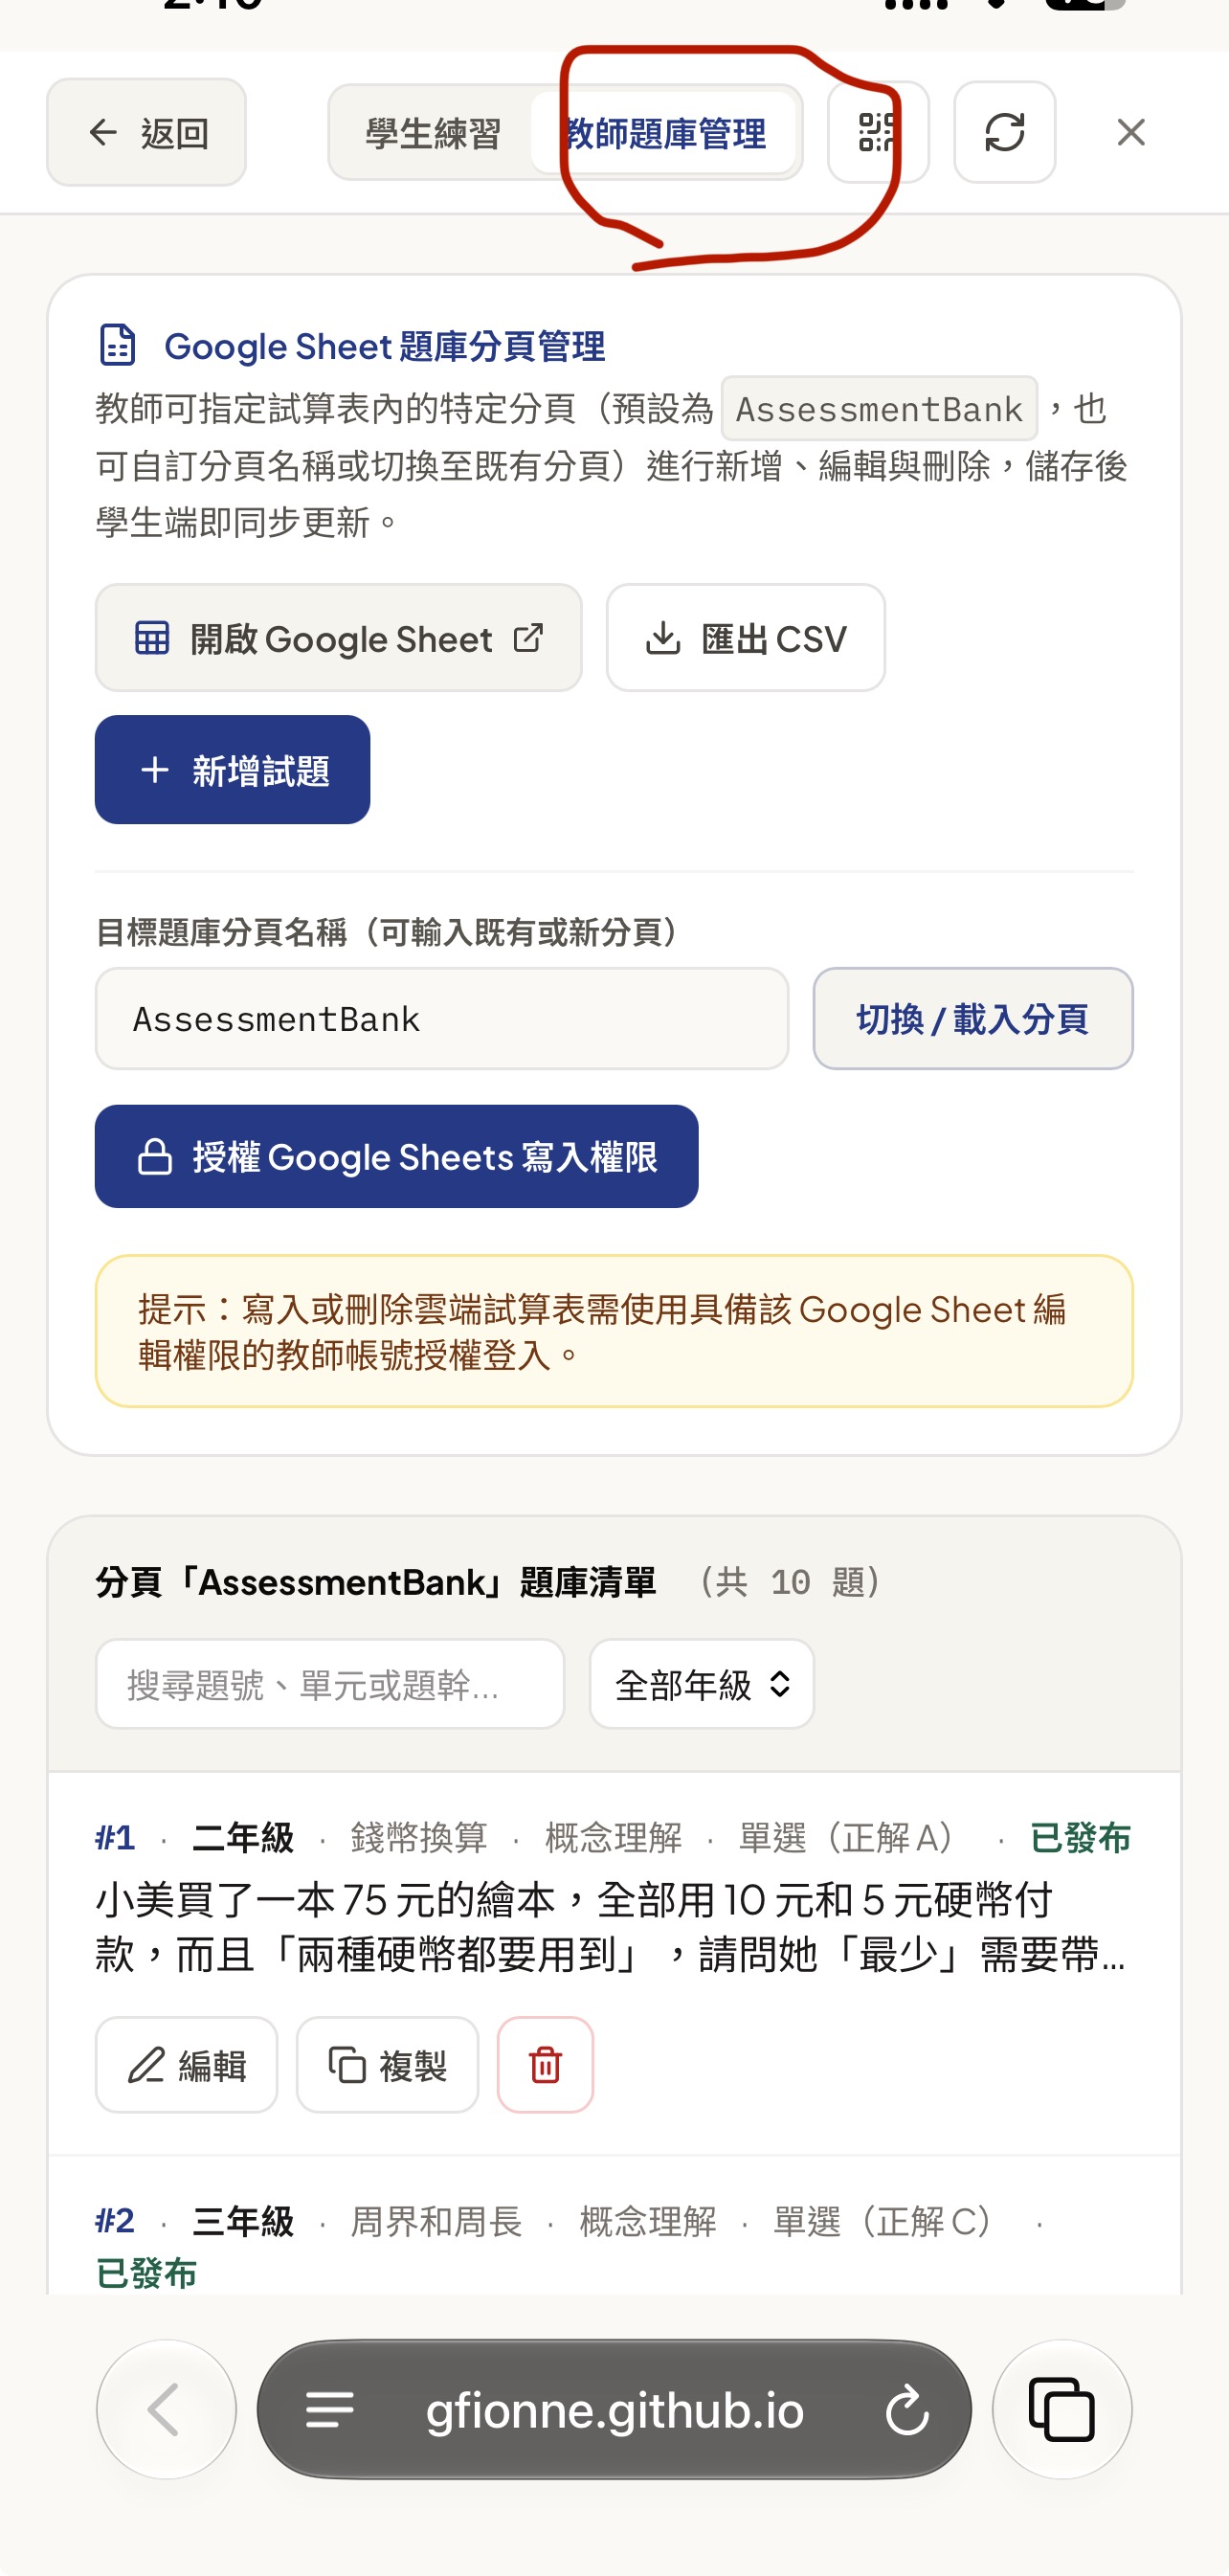 返回
學生練習
教師題庫管理
Google Sheet 題庫分頁管理
教師可指定試算表內的特定分頁（預設為 AssessmentBank，也
可自訂分頁名稱或切換至既有分頁）進行新增、編輯與刪除，儲存後
學生端即同步更新。
開啟 Google Sheet
匯出 CSV
新增試題
目標題庫分頁名稱（可輸入既有或新分頁）
AssessmentBank
切換 / 載入分頁
授權 Google Sheets 寫入權限
提示：寫入或刪除雲端試算表需使用具備該 Google Sheet 編
輯權限的教師帳號授權登入。
分頁「AssessmentBank」題庫清單 （共 10 題）
搜尋題號、單元或題幹...
全部年級
#1 · 二年級 · 錢幣換算 · 概念理解 · 單選（正解 A） · 已發布
小美買了一本 75 元的繪本，全部用 10 元和 5 元硬幣付
款，而且「兩種硬幣都要用到」，請問她「最少」需要帶...
編輯
複製
#2 · 三年級 · 周界和周長 · 概念理解 · 單選（正解 C） ·
已發布
gfionne.github.io